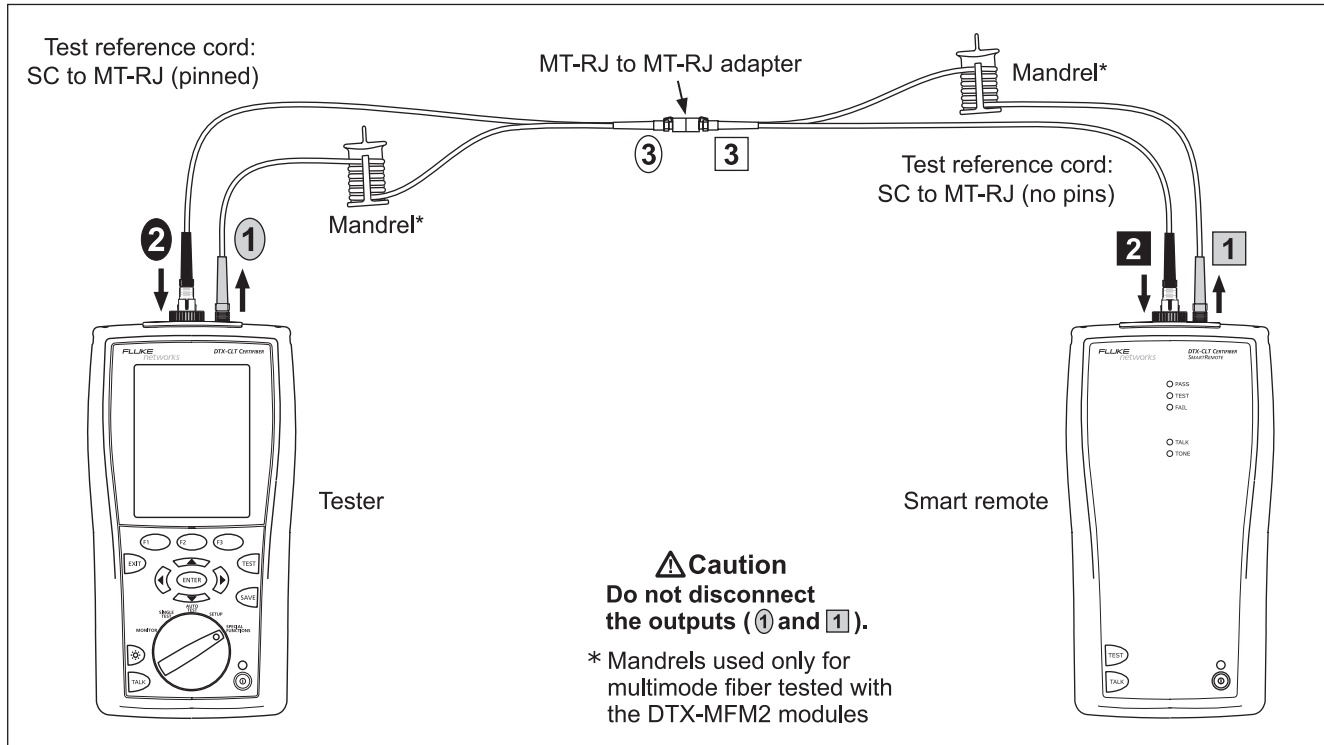 Test reference cord:
SC to MT-RJ (pinned)
MT-RJ to MT-RJ adapter
Mandrel*
3
3
Test reference cord:
SC to MT-RJ (no pins)
Mandrel*
2
1
2
1
FLUKE
networks
DTX-CLT CERTIFIBER
FLUKE
networks
DTX-CLT CERTIFIBER
SMARTREMOTE
PASS
TEST
FAIL
TALK
TONE
Tester
Smart remote
F1
F2
F3
EXIT
TEST
ENTER
SAVE
MONITOR
SINGLE
TEST
AUTO
TEST
SETUP
SPECIAL
FUNCTIONS
TALK
! Caution
Do not disconnect
the outputs ( 1 and 1 ).
* Mandrels used only for
multimode fiber tested with
the DTX-MFM2 modules
TEST
TALK